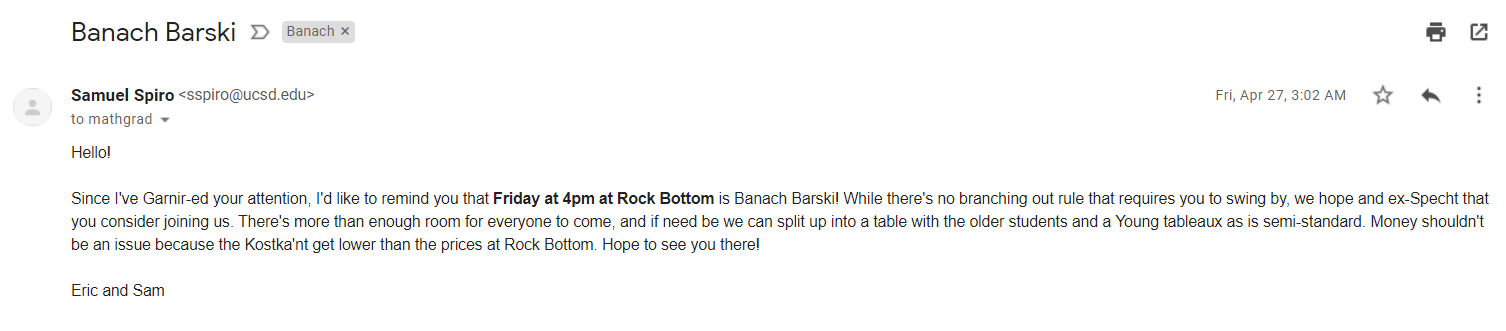 Banach Barski Banach ×
Samuel Spiro <sspiro@ucsd.edu> Fri, Apr 27, 3:02 AM
to mathgrad
Hello!
Since I've Garnir-ed your attention, I'd like to remind you that Friday at 4pm at Rock Bottom is Banach Barski! While there's no branching out rule that requires you to swing by, we hope and ex-Specht that
you consider joining us. There's more than enough room for everyone to come, and if need be we can split up into a table with the older students and a Young tableaux as is semi-standard. Money shouldn't
be an issue because the Kostka'nt get lower than the prices at Rock Bottom. Hope to see you there!
Eric and Sam